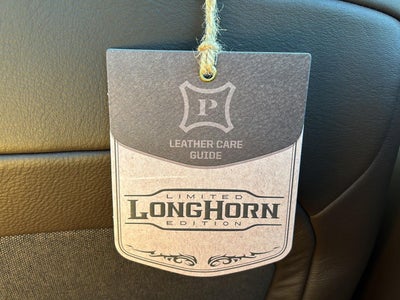 P
LEATHER CARE
GUIDE
LIMITED
LONGHORN
EDITION